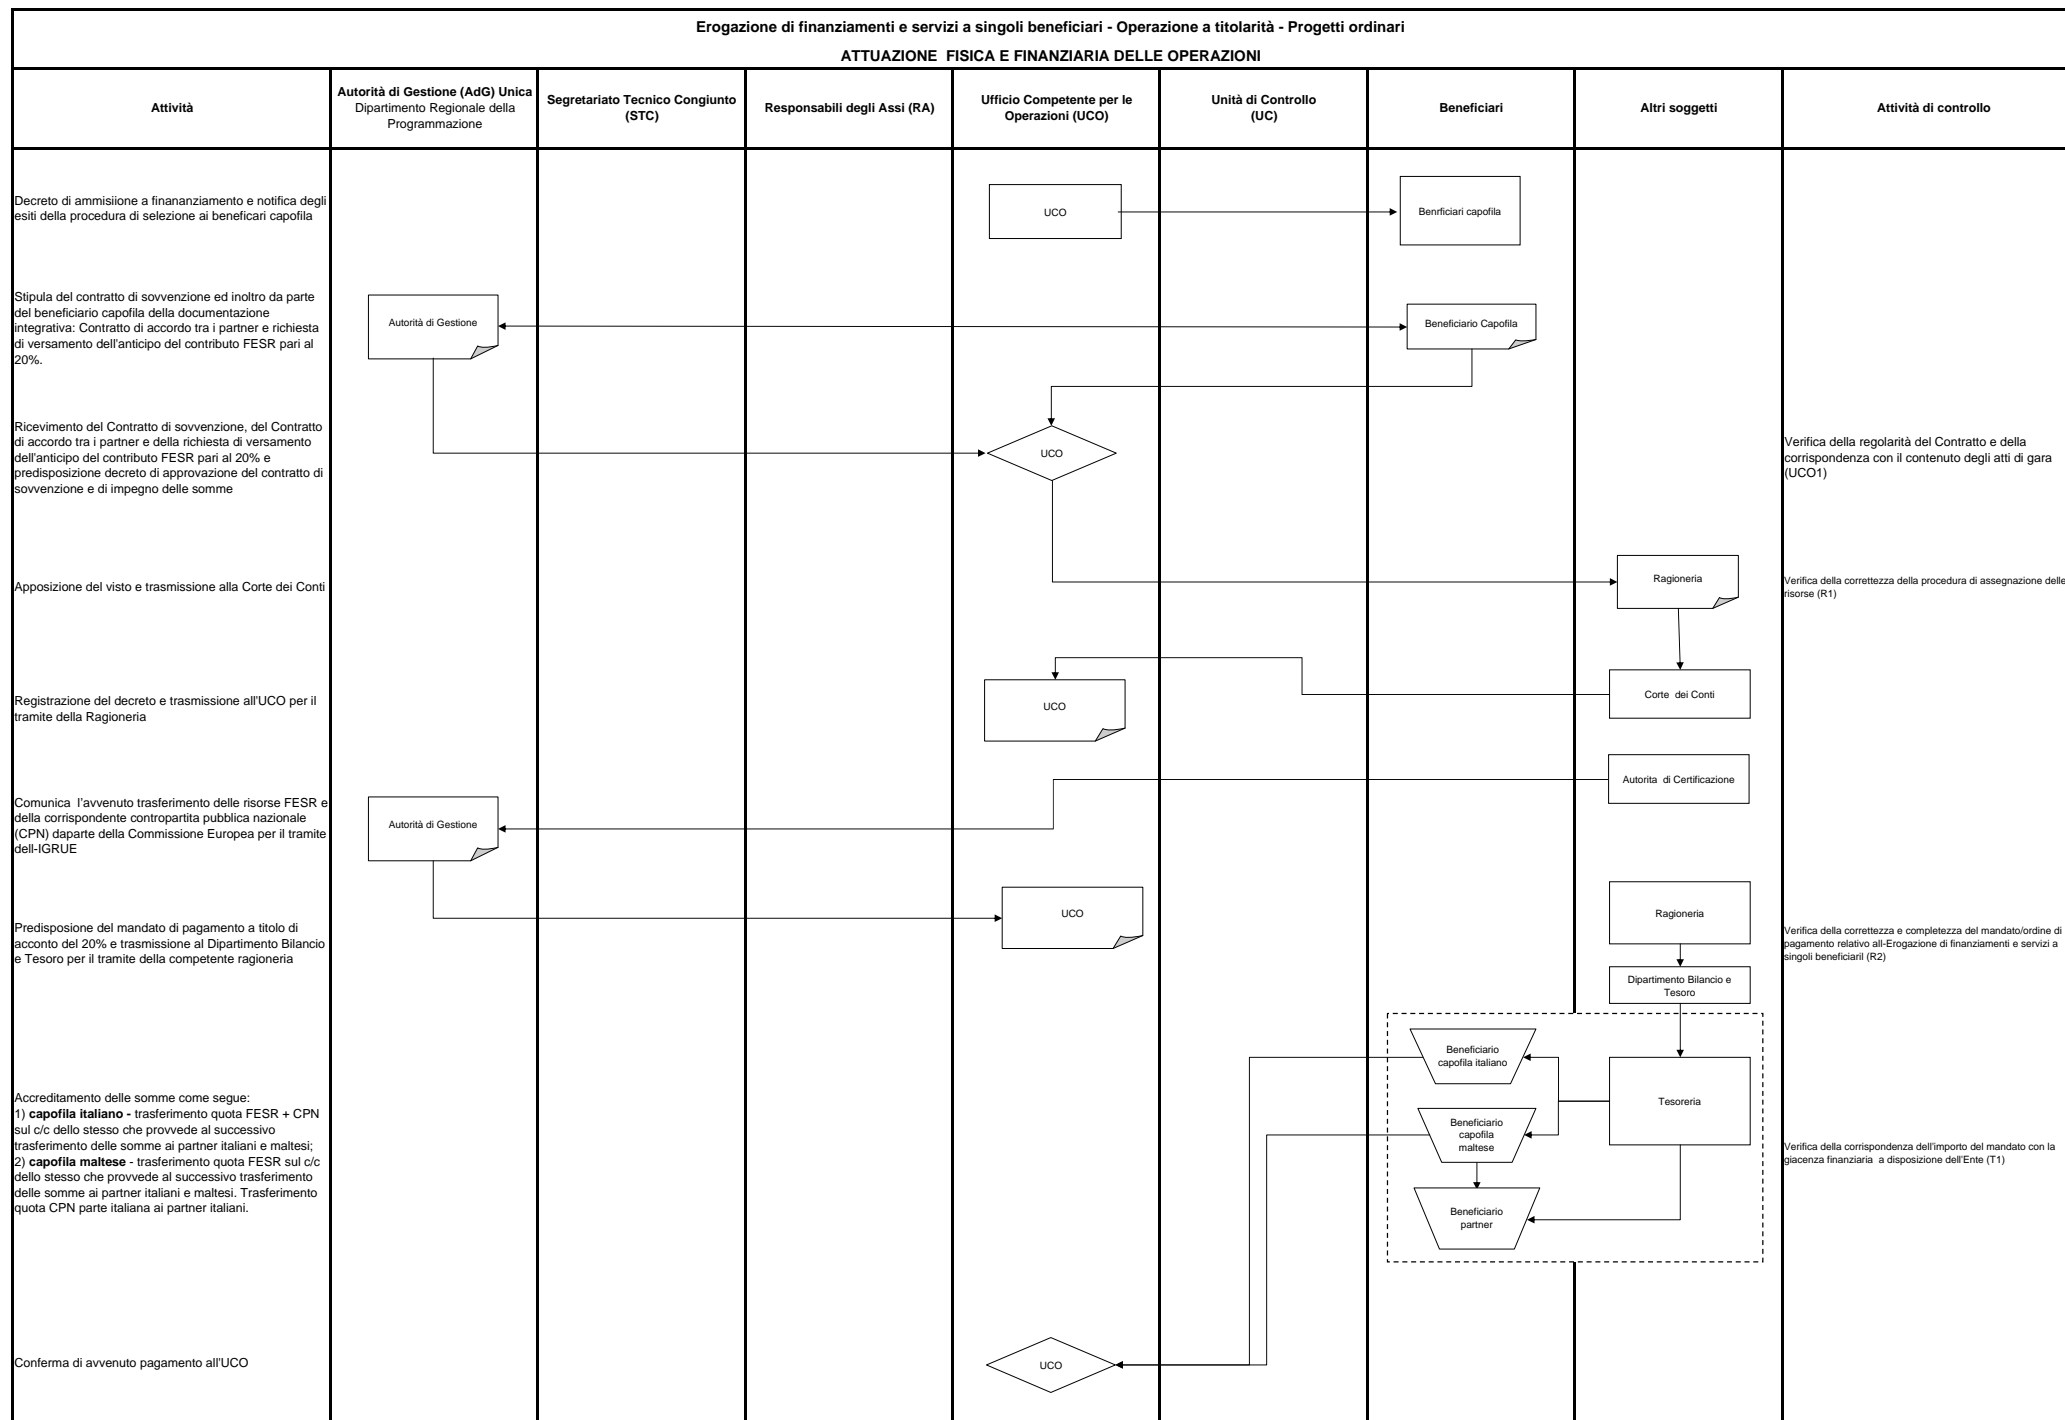 Erogazione di finanziamenti e servizi a singoli beneficiari - Operazione a titolarità - Progetti ordinari
ATTUAZIONE  FISICA E FINANZIARIA DELLE OPERAZIONI
Attività
Autorità di Gestione (AdG) Unica
Dipartimento Regionale della
Programmazione
Segretariato Tecnico Congiunto
(STC)
Responsabili degli Assi (RA)
Ufficio Competente per le
Operazioni (UCO)
Unità di Controllo
(UC)
Beneficiari
Altri soggetti
Attività di controllo
Decreto di ammisiione a finananziamento e notifica degli
esiti della procedura di selezione ai beneficari capofila
UCO
Benrficiari capofila
Stipula del contratto di sovvenzione ed inoltro da parte
del beneficiario capofila della documentazione
integrativa: Contratto di accordo tra i partner e richiesta
di versamento dell'anticipo del contributo FESR pari al
20%.
Autorità di Gestione
Beneficiario Capofila
Ricevimento del Contratto di sovvenzione, del Contratto
di accordo tra i partner e della richiesta di versamento
dell'anticipo del contributo FESR pari al 20% e
predisposizione decreto di approvazione del contratto di
sovvenzione e di impegno delle somme
UCO
Verifica della regolarità del Contratto e della
corrispondenza con il contenuto degli atti di gara
(UCO1)
Apposizione del visto e trasmissione alla Corte dei Conti
Ragioneria
Verifica della correttezza della procedura di assegnazione delle
risorse (R1)
Registrazione del decreto e trasmissione all'UCO per il
tramite della Ragioneria
UCO
Corte  dei Conti
Autorita  di Certificazione
Comunica  l'avvenuto trasferimento delle risorse FESR e
della corrispondente contropartita pubblica nazionale
(CPN) daparte della Commissione Europea per il tramite
dell-IGRUE
Autorità di Gestione
Predisposione del mandato di pagamento a titolo di
acconto del 20% e trasmissione al Dipartimento Bilancio
e Tesoro per il tramite della competente ragioneria
UCO
Ragioneria
Verifica della correttezza e completezza del mandato/ordine di
pagamento relativo all-Erogazione di finanziamenti e servizi a
singoli beneficiaril (R2)
Dipartimento Bilancio e
Tesoro
Beneficiario
capofila italiano
Tesoreria
Accreditamento delle somme come segue:
1) capofila italiano - trasferimento quota FESR + CPN
sul c/c dello stesso che provvede al successivo
trasferimento delle somme ai partner italiani e maltesi;
2) capofila maltese - trasferimento quota FESR sul c/c
dello stesso che provvede al successivo trasferimento
delle somme ai partner italiani e maltesi. Trasferimento
quota CPN parte italiana ai partner italiani.
Beneficiario
capofila
maltese
Verifica della corrispondenza dell'importo del mandato con la
giacenza finanziaria  a disposizione dell'Ente (T1)
Beneficiario
partner
Conferma di avvenuto pagamento all'UCO
UCO